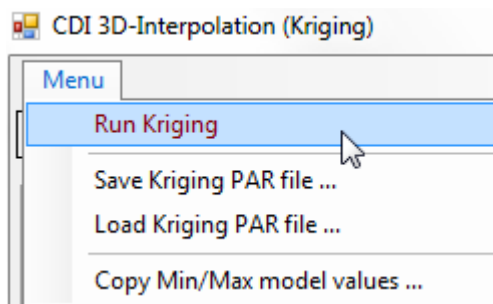 CDI 3D-Interpolation (Kriging)
Menu
Run Kriging
Save Kriging PAR file ...
Load Kriging PAR file ...
Copy Min/Max model values ...